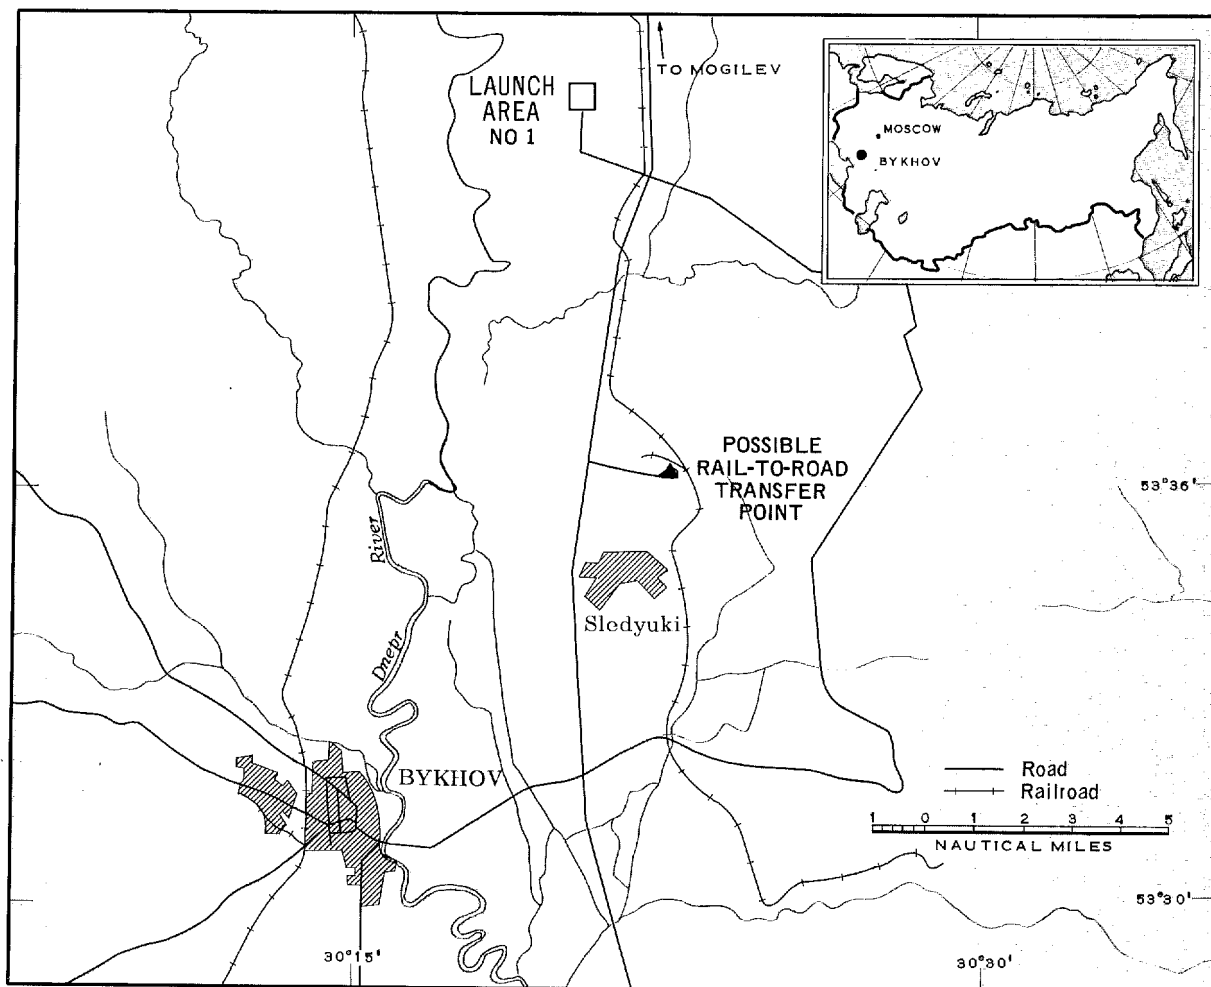 LAUNCH
AREA
NO 1
TO MOGILEV
MOSCOW
BYKHOV
POSSIBLE
RAIL-TO-ROAD
TRANSFER
POINT
53°36'
River
Dnepr
Sledyuki
BYKHOV
Road
Railroad
1 0 1 2 3 4 5
NAUTICAL MILES
53°30'
30°15'
30°30'